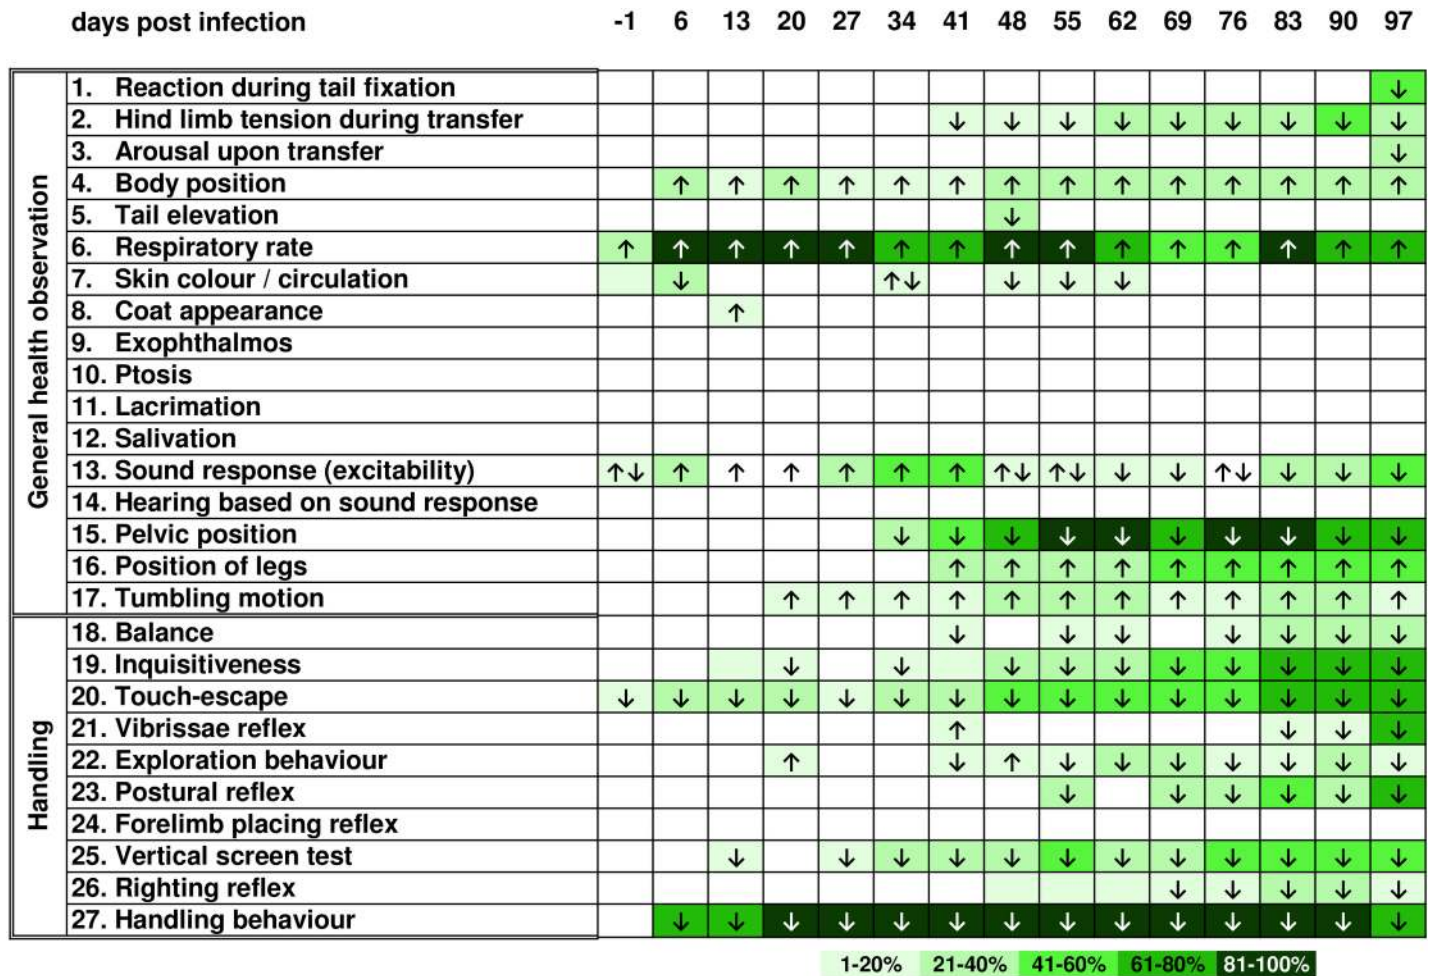 days post infection -1 6 13 20 27 34 41 48 55 62 69 76 83 90 97
General health observation
1. Reaction during tail fixation ↓
2. Hind limb tension during transfer ↓ ↓ ↓ ↓ ↓ ↓ ↓ ↓ ↓
3. Arousal upon transfer ↓
4. Body position ↑ ↑ ↑ ↑ ↑ ↑ ↑ ↑ ↑ ↑ ↑ ↑ ↑ ↑
5. Tail elevation ↓
6. Respiratory rate ↑ ↑ ↑ ↑ ↑ ↑ ↑ ↑ ↑ ↑ ↑ ↑ ↑ ↑ ↑
7. Skin colour / circulation ↓ ↑↓ ↓ ↓ ↓
8. Coat appearance ↑
9. Exophthalmos
10. Ptosis
11. Lacrimation
12. Salivation
13. Sound response (excitability) ↑↓ ↑ ↑ ↑ ↑ ↑ ↑ ↑↓ ↑↓ ↓ ↓ ↑↓ ↓ ↓ ↓
14. Hearing based on sound response
15. Pelvic position ↓ ↓ ↓ ↓ ↓ ↓ ↓ ↓ ↓ ↓
16. Position of legs ↑ ↑ ↑ ↑ ↑ ↑ ↑ ↑ ↑
17. Tumbling motion ↑ ↑ ↑ ↑ ↑ ↑ ↑ ↑ ↑ ↑ ↑ ↑
Handling
18. Balance ↓ ↓ ↓ ↓ ↓ ↓ ↓
19. Inquisitiveness ↓ ↓ ↓ ↓ ↓ ↓ ↓ ↓ ↓ ↓
20. Touch-escape ↓ ↓ ↓ ↓ ↓ ↓ ↓ ↓ ↓ ↓ ↓ ↓ ↓ ↓ ↓
21. Vibrissae reflex ↑ ↓ ↓ ↓
22. Exploration behaviour ↑ ↓ ↑ ↓ ↓ ↓ ↓ ↓ ↓ ↓
23. Postural reflex ↓ ↓ ↓ ↓ ↓ ↓
24. Forelimb placing reflex
25. Vertical screen test ↓ ↓ ↓ ↓ ↓ ↓ ↓ ↓ ↓ ↓ ↓ ↓
26. Righting reflex ↓ ↓ ↓ ↓ ↓
27. Handling behaviour ↓ ↓ ↓ ↓ ↓ ↓ ↓ ↓ ↓ ↓ ↓ ↓ ↓ ↓
1-20% 21-40% 41-60% 61-80% 81-100%